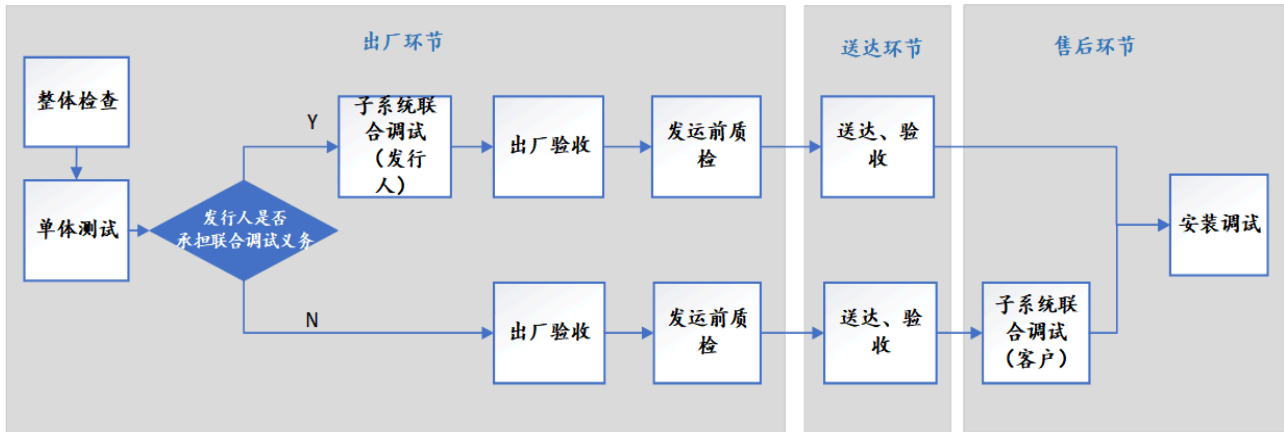 出厂环节
送达环节
售后环节
整体检查
单体测试
发行人是否
承担联合调试义务
Y
子系统联
合调试
（发行
人）
出厂验收
发运前质
检
送达、验
收
安装调试
N
出厂验收
发运前质
检
送达、验
收
子系统联
合调试
（客户）